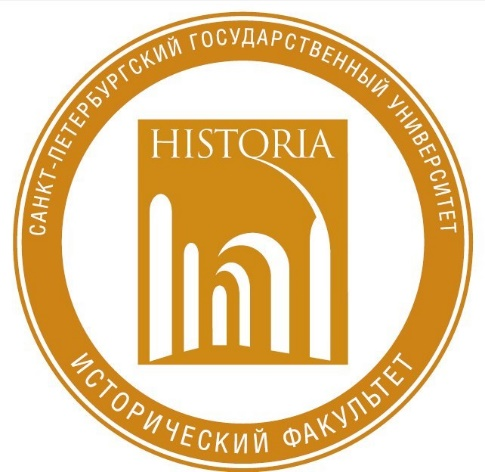 САНКТ-ПЕТЕРБУРГСКИЙ ГОСУДАРСТВЕННЫЙ УНИВЕРСИТЕТ
HISTORIA
ИСТОРИЧЕСКИЙ ФАКУЛЬТЕТ